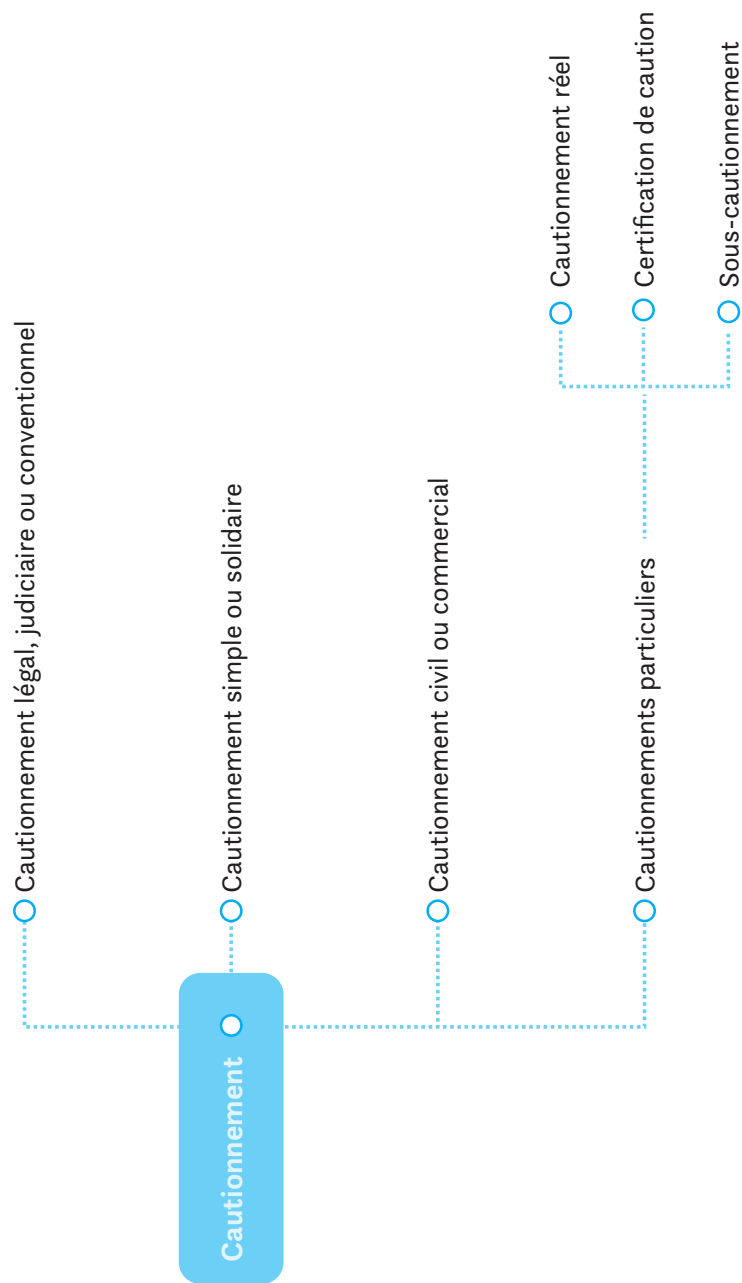 Cautionnement
Cautionnement légal, judiciaire ou conventionnel
Cautionnement simple ou solidaire
Cautionnement civil ou commercial
Cautionnements particuliers
Cautionnement réel
Certification de caution
Sous-cautionnement